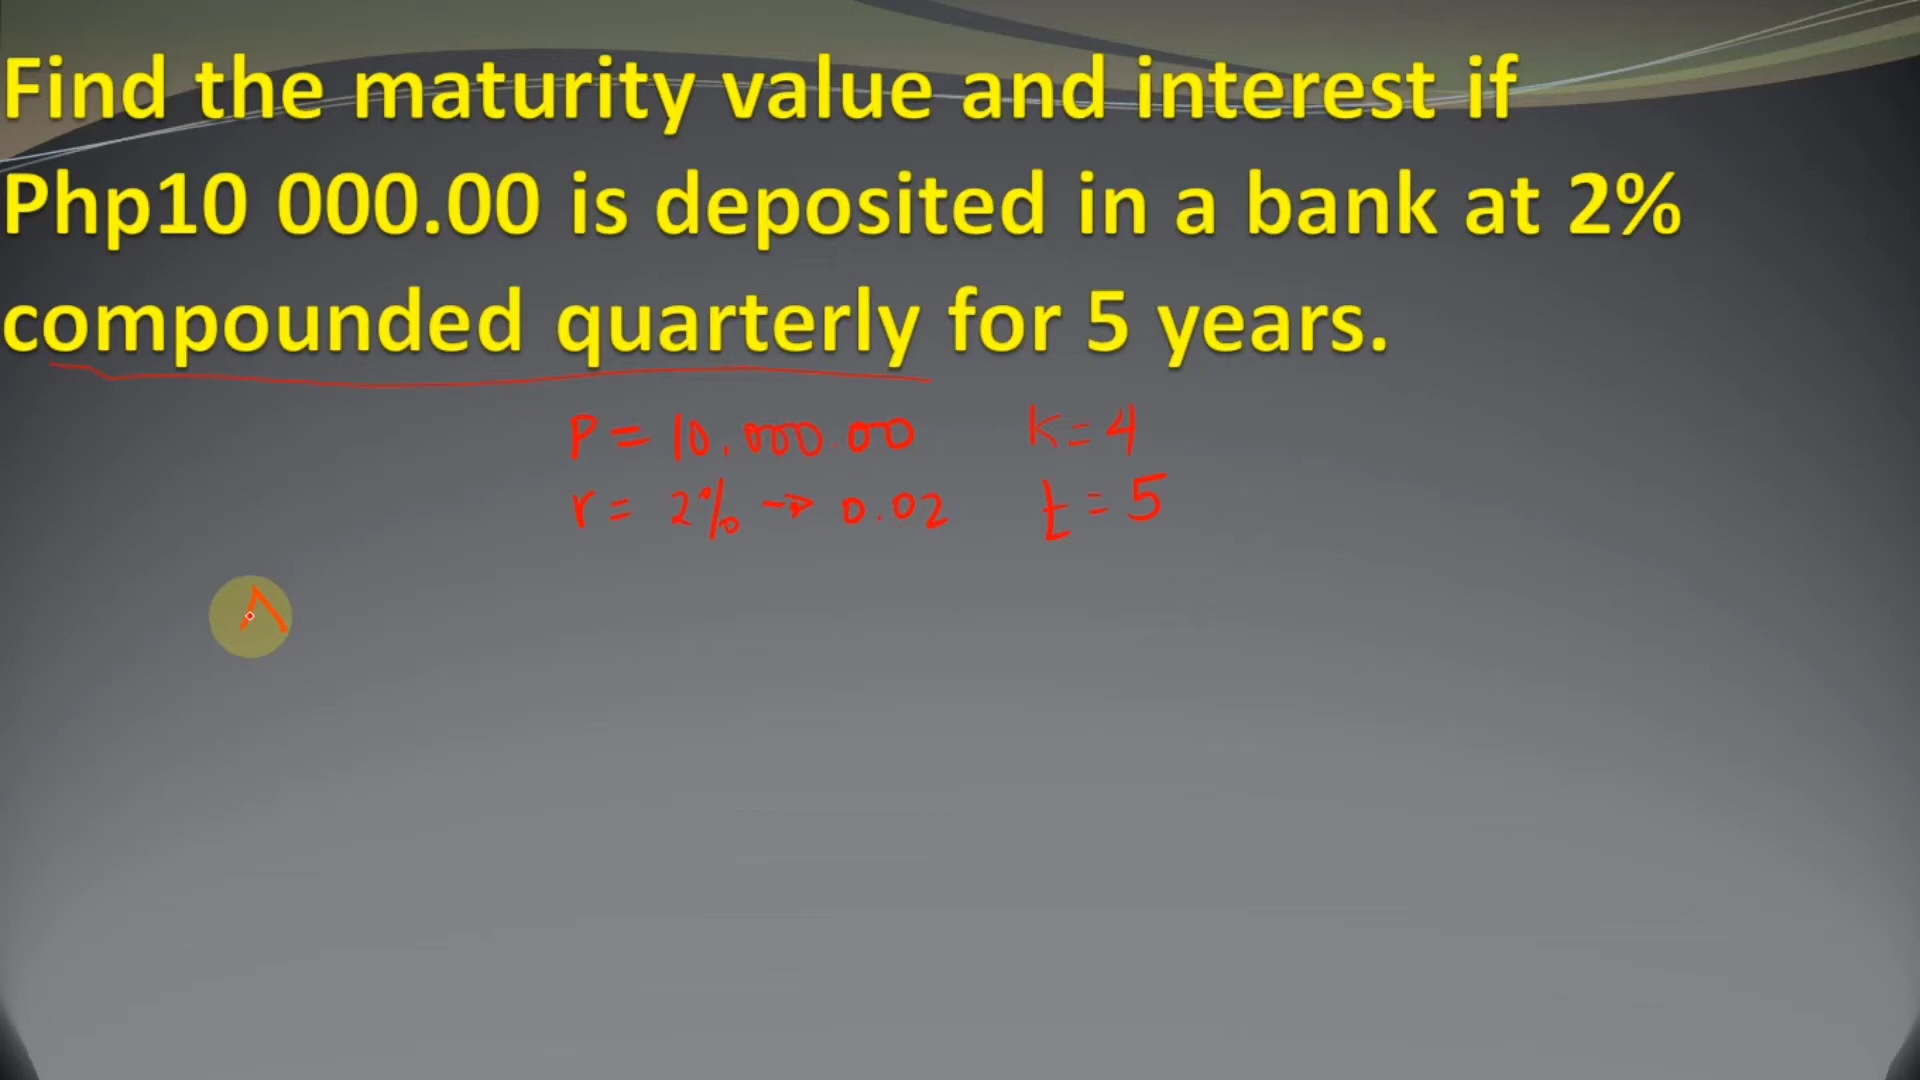 Find the maturity value and interest if
Php10 000.00 is deposited in a bank at 2%
compounded quarterly for 5 years.
P = 10,000.00 K=4
r = 2% → 0.02 t = 5